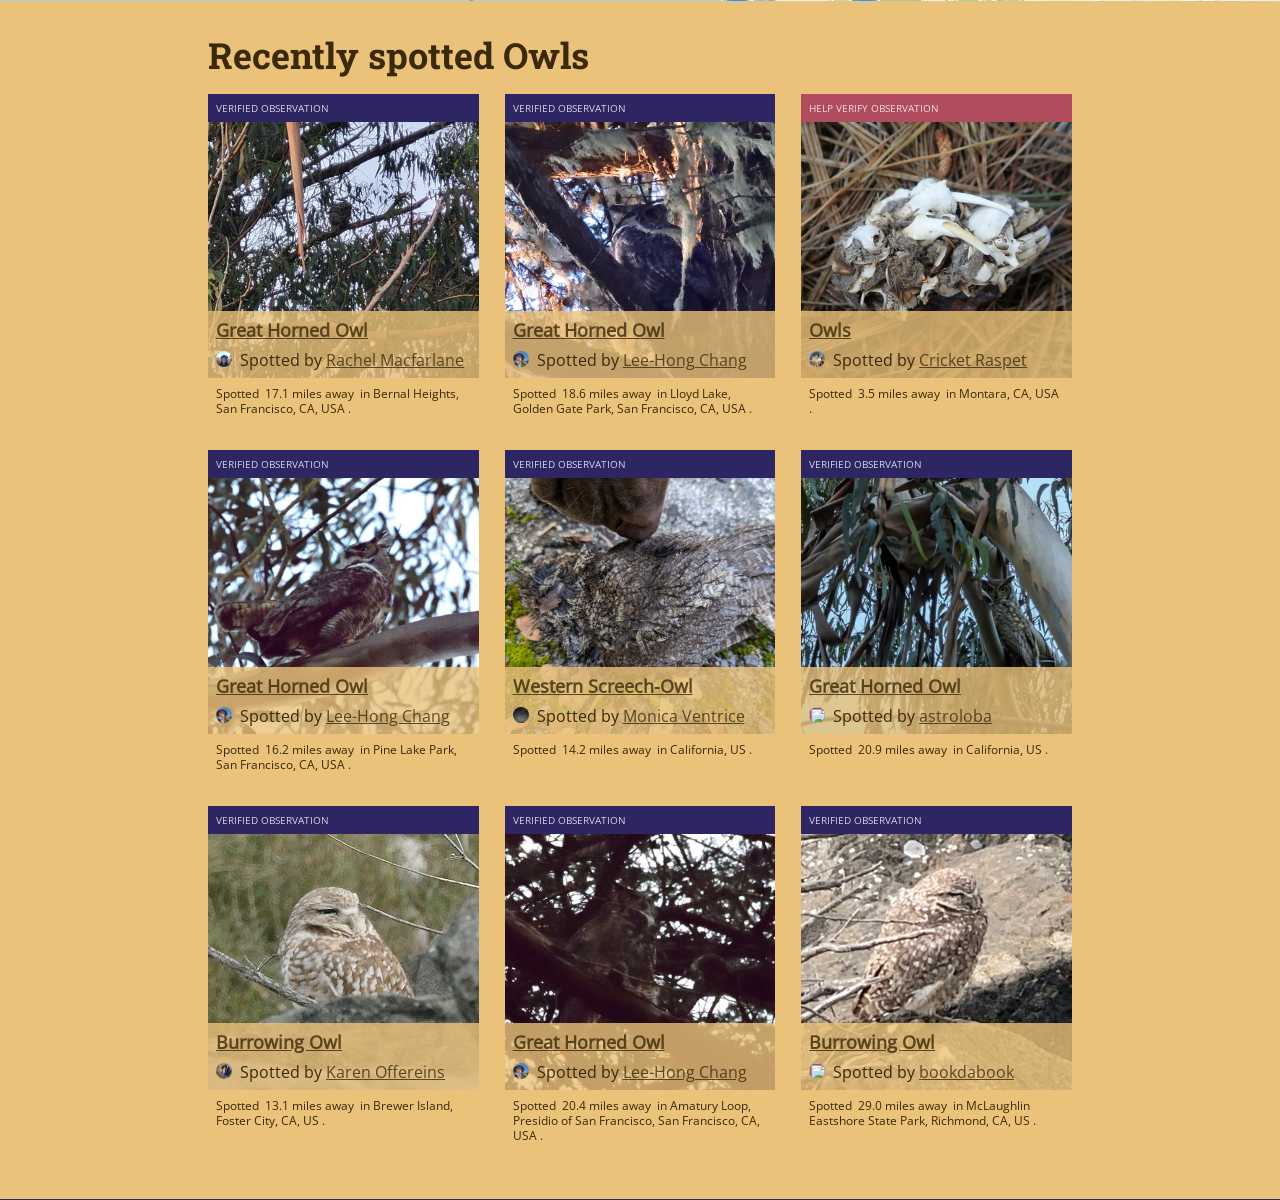 Recently spotted Owls
VERIFIED OBSERVATION
Great Horned Owl
Spotted by Rachel Macfarlane
Spotted 17.1 miles away in Bernal Heights,
San Francisco, CA, USA .
VERIFIED OBSERVATION
Great Horned Owl
Spotted by Lee-Hong Chang
Spotted 18.6 miles away in Lloyd Lake,
Golden Gate Park, San Francisco, CA, USA .
HELP VERIFY OBSERVATION
Owls
Spotted by Cricket Raspet
Spotted 3.5 miles away in Montara, CA, USA
.
VERIFIED OBSERVATION
Great Horned Owl
Spotted by Lee-Hong Chang
Spotted 16.2 miles away in Pine Lake Park,
San Francisco, CA, USA .
VERIFIED OBSERVATION
Western Screech-Owl
Spotted by Monica Ventrice
Spotted 14.2 miles away in California, US .
VERIFIED OBSERVATION
Great Horned Owl
Spotted by astroloba
Spotted 20.9 miles away in California, US .
VERIFIED OBSERVATION
Burrowing Owl
Spotted by Karen Offereins
Spotted 13.1 miles away in Brewer Island,
Foster City, CA, US .
VERIFIED OBSERVATION
Great Horned Owl
Spotted by Lee-Hong Chang
Spotted 20.4 miles away in Amatury Loop,
Presidio of San Francisco, San Francisco, CA,
USA .
VERIFIED OBSERVATION
Burrowing Owl
Spotted by bookdabook
Spotted 29.0 miles away in McLaughlin
Eastshore State Park, Richmond, CA, US .